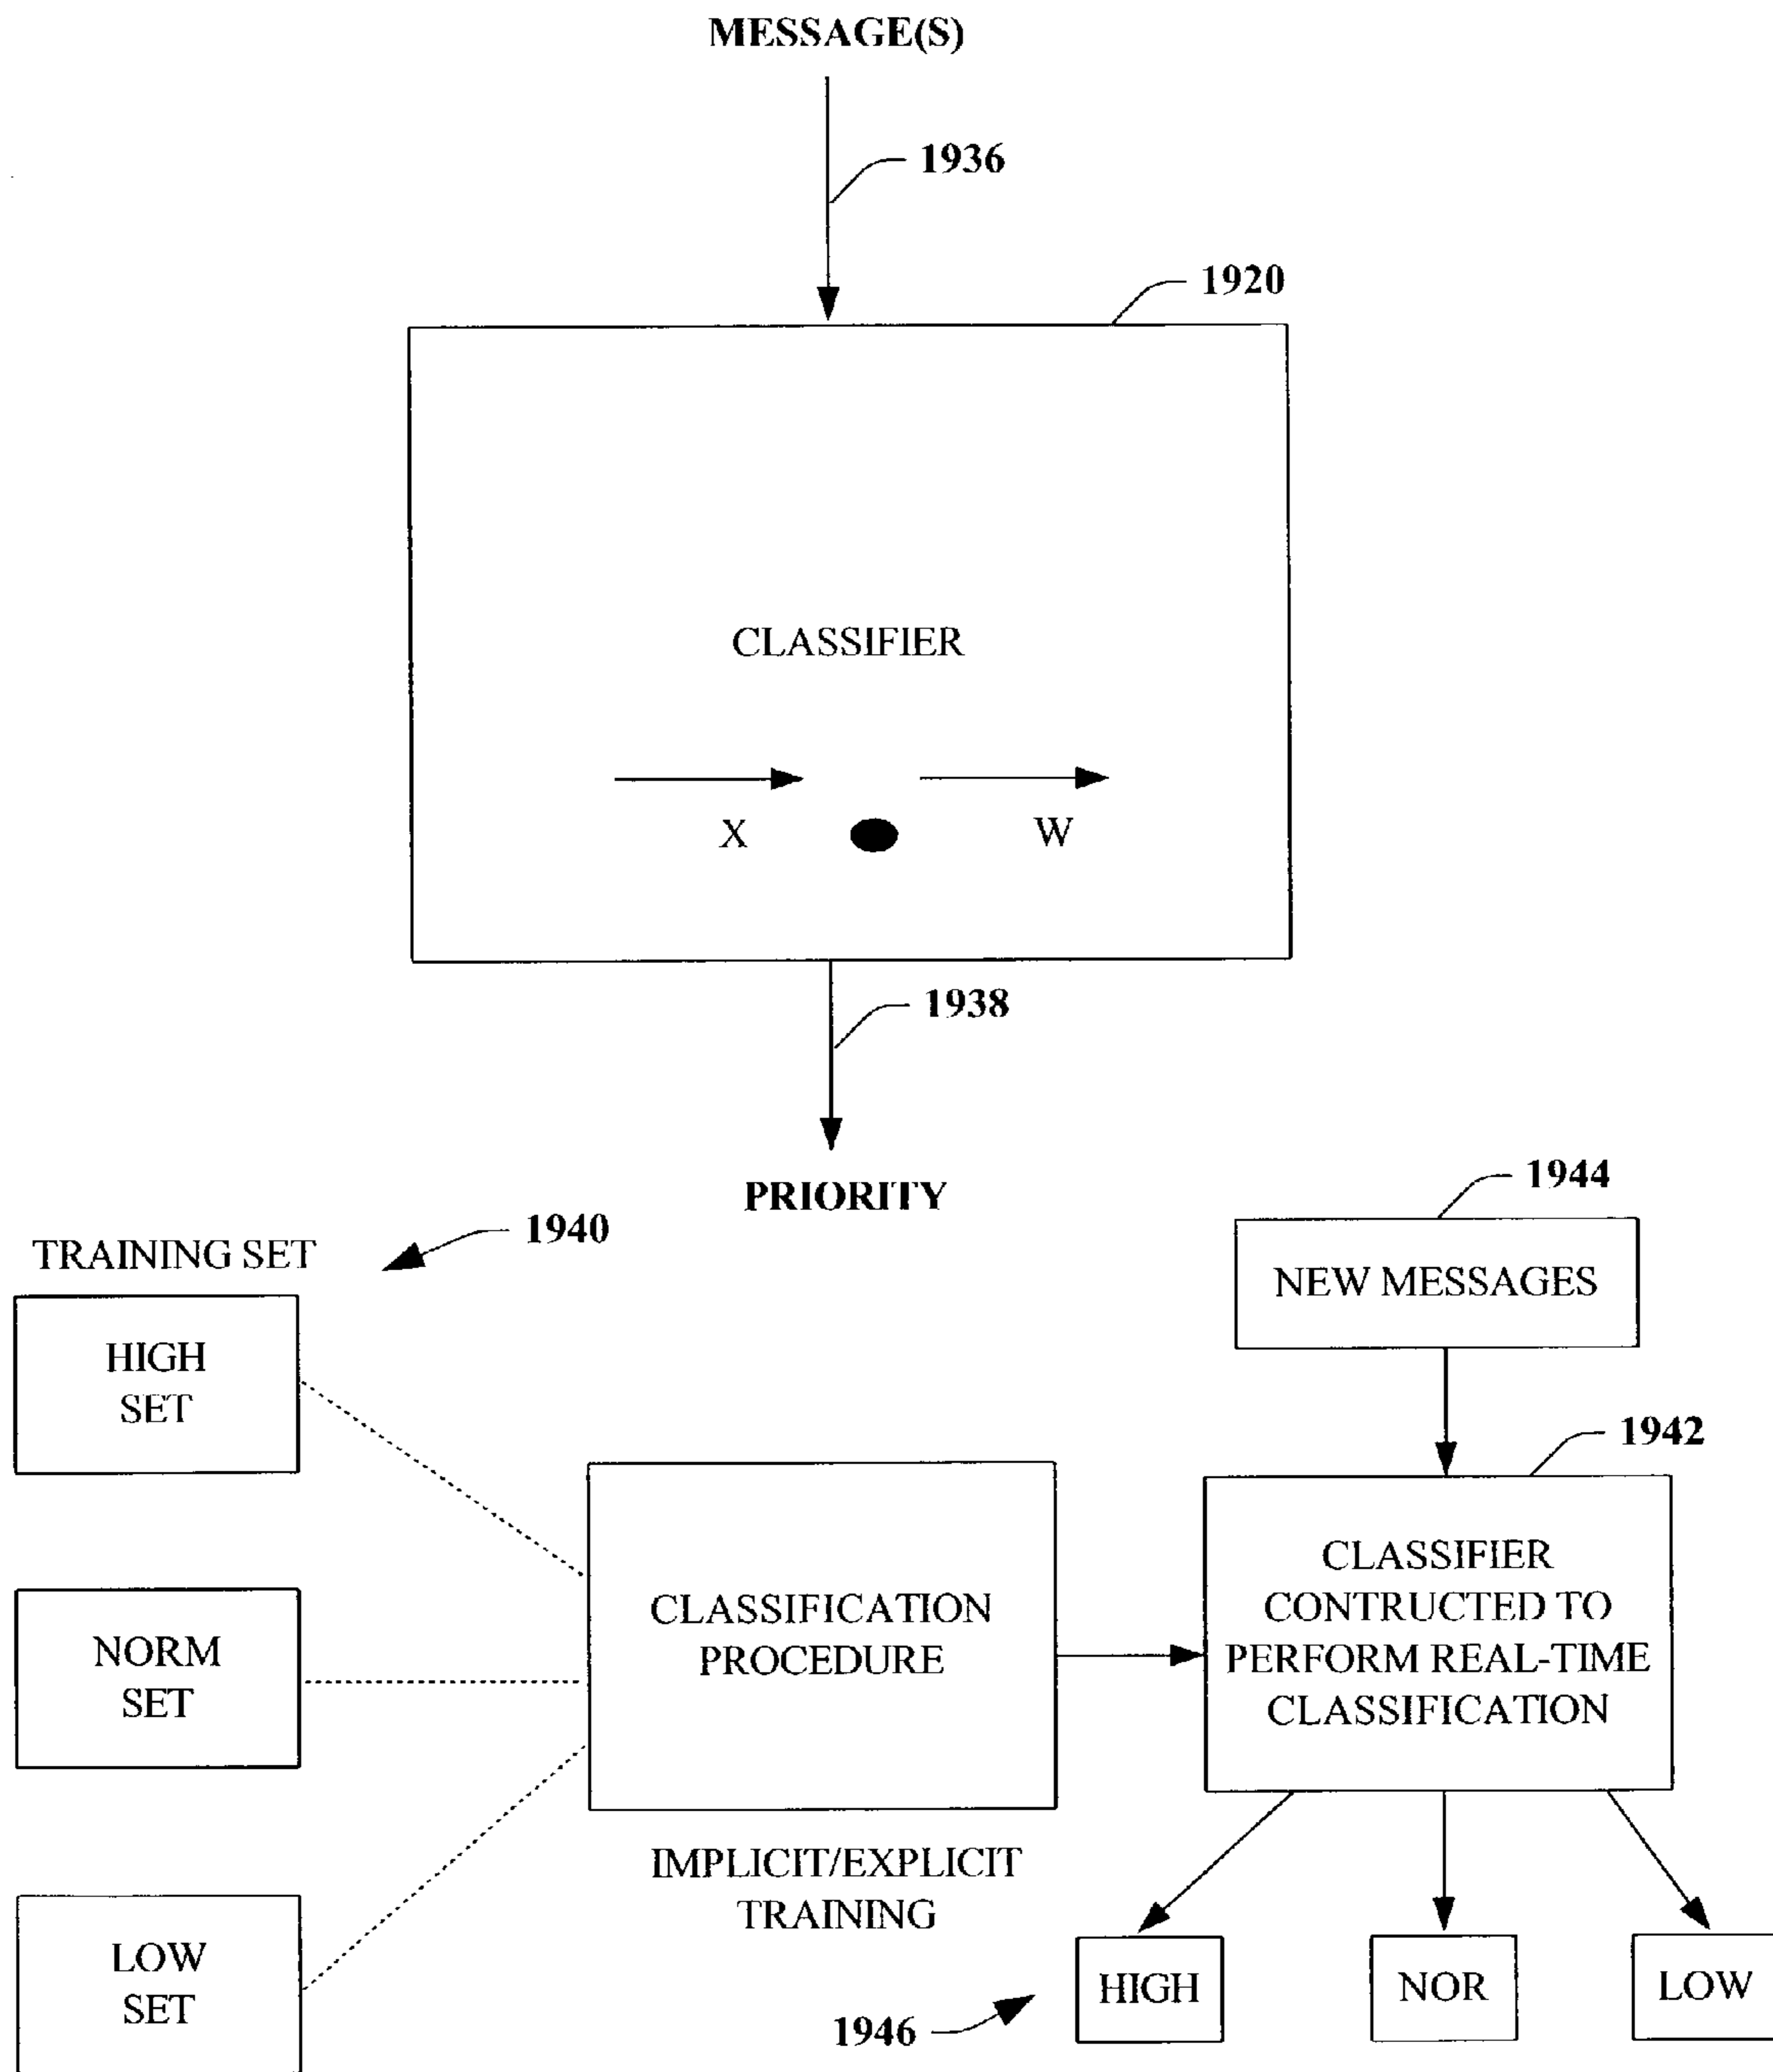 MESSAGE(S)
1936
1920
CLASSIFIER
X
W
1938
PRIORITY
1944
1940
TRAINING SET
NEW MESSAGES
HIGH
SET
1942
CLASSIFIER
CONTRUCTED TO
PERFORM REAL-TIME
CLASSIFICATION
CLASSIFICATION
PROCEDURE
NORM
SET
IMPLICIT/EXPLICIT
TRAINING
LOW
SET
HIGH
NOR
LOW
1946